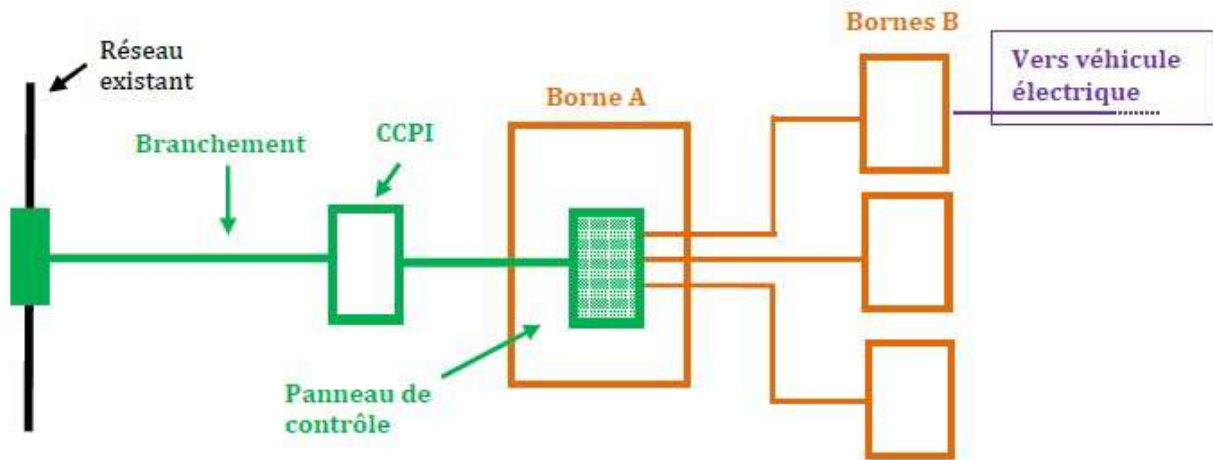 Réseau
existant
Branchement
CCPI
Borne A
Bornes B
Vers véhicule
électrique
Panneau de
contrôle